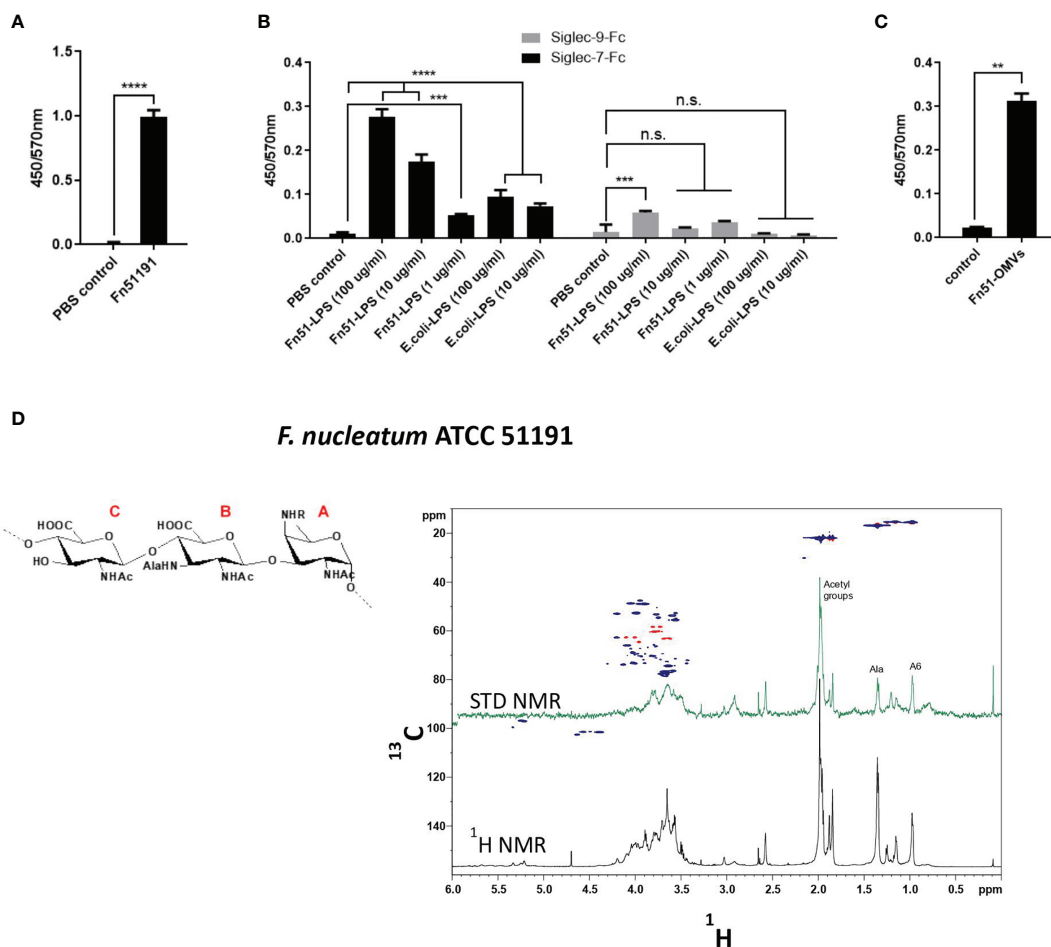 A
450/570nm
1.5
1.0
0.5
0.0
****
PBS control
Fn51191
B
Siglec-9-Fc
Siglec-7-Fc
450/570nm
0.4
0.3
0.2
0.1
0.0
****
***
n.s.
n.s.
***
PBS control
Fn51-LPS (100 ug/ml)
Fn51-LPS (10 ug/ml)
Fn51-LPS (1 ug/ml)
E.coli-LPS (100 ug/ml)
E.coli-LPS (10 ug/ml)
PBS control
Fn51-LPS (100 ug/ml)
Fn51-LPS (10 ug/ml)
Fn51-LPS (1 ug/ml)
E.coli-LPS (100 ug/ml)
E.coli-LPS (10 ug/ml)
C
450/570nm
0.4
0.3
0.2
0.1
0.0
**
control
Fn51-OMVs
D
F. nucleatum ATCC 51191
C B A
HOOC HOOC NHR
O O O
HO AlaHN NHAc
NHAc NHAc O
ppm
20
40
60
80
100
120
140
13C
Acetyl
groups
Ala
A6
STD NMR
1H NMR
6.0 5.5 5.0 4.5 4.0 3.5 3.0 2.5 2.0 1.5 1.0 0.5 ppm
1H